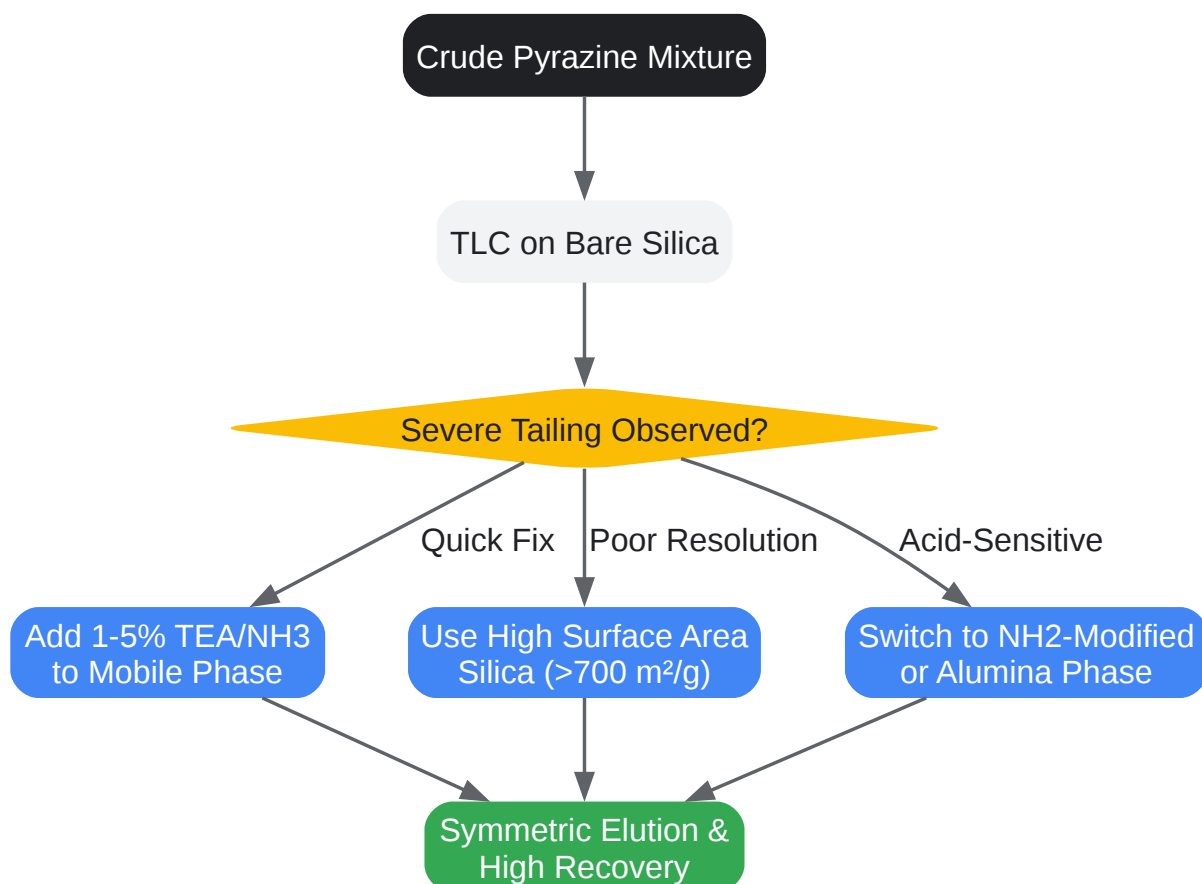 Crude Pyrazine Mixture
TLC on Bare Silica
Severe Tailing Observed?
Quick Fix
Poor Resolution
Acid-Sensitive
Add 1-5% TEA/NH3
to Mobile Phase
Use High Surface Area
Silica (>700 m²/g)
Switch to NH2-Modified
or Alumina Phase
Symmetric Elution &
High Recovery